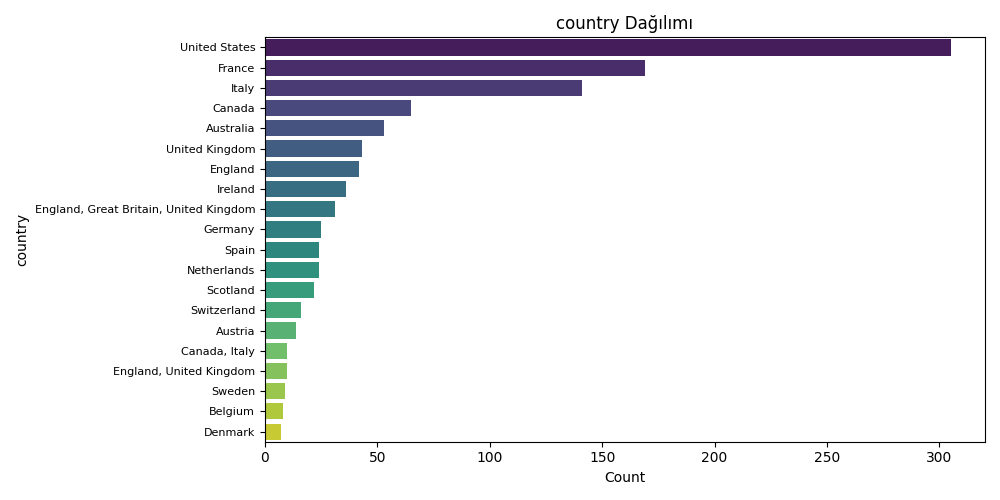 country Dağılımı
United States
France
Italy
Canada
Australia
United Kingdom
England
Ireland
England, Great Britain, United Kingdom
Germany
Spain
Netherlands
Scotland
Switzerland
Austria
Canada, Italy
England, United Kingdom
Sweden
Belgium
Denmark
country
0 50 100 150 200 250 300
Count